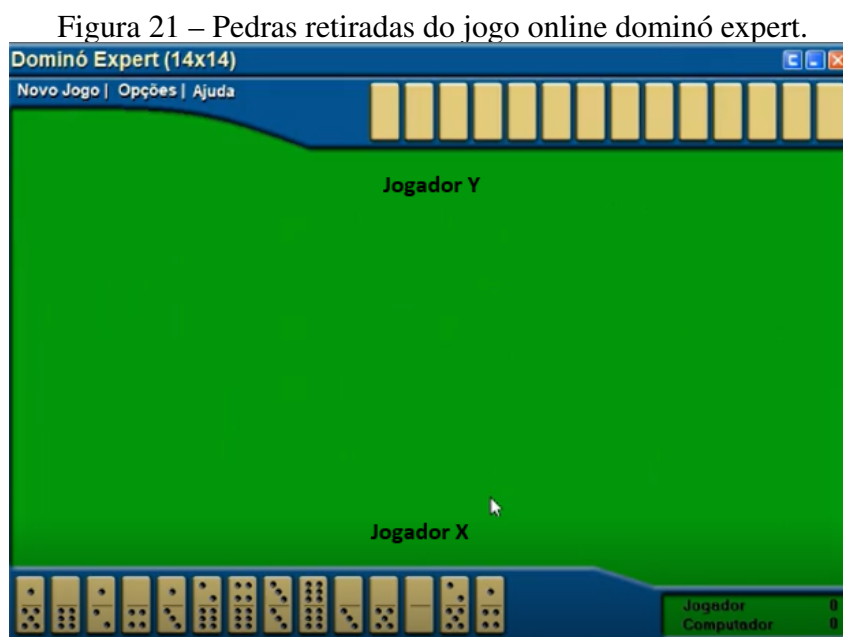 Figura 21 – Pedras retiradas do jogo online dominó expert.
Dominó Expert (14x14)
Novo Jogo | Opções | Ajuda
Jogador Y
Jogador X
Jogador 0
Computador 0